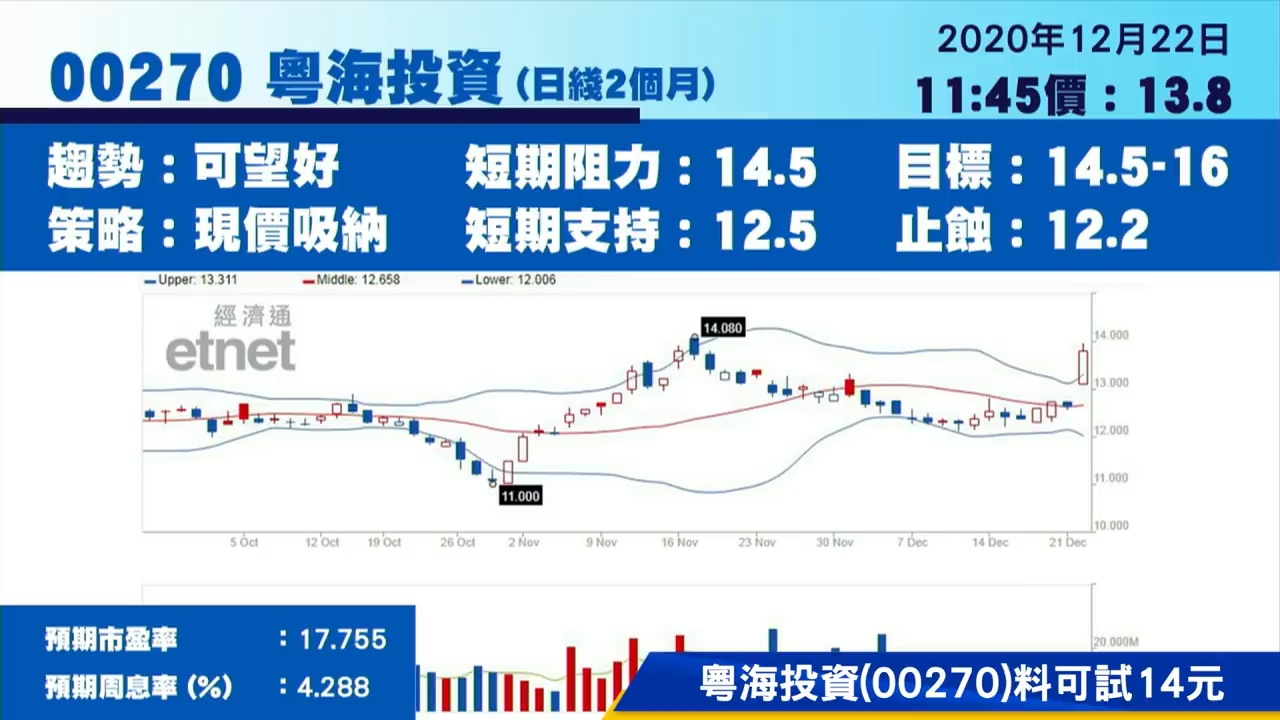 00270 粵海投資 (日綫2個月)
2020年12月22日
11:45價：13.8
趨勢：可望好
短期阻力：14.5
目標：14.5-16
策略：現價吸納
短期支持：12.5
止蝕：12.2
Upper: 13.311 Middle: 12.658 Lower: 12.006
經濟通
etnet
14.080
11.000
14.000
13.000
12.000
11.000
10.000
5 Oct 12 Oct 19 Oct 26 Oct 2 Nov 9 Nov 16 Nov 23 Nov 30 Nov 7 Dec 14 Dec 21 Dec
20.000M
預期市盈率 ：17.755
預期周息率 (%) ：4.288
粵海投資(00270)料可試14元